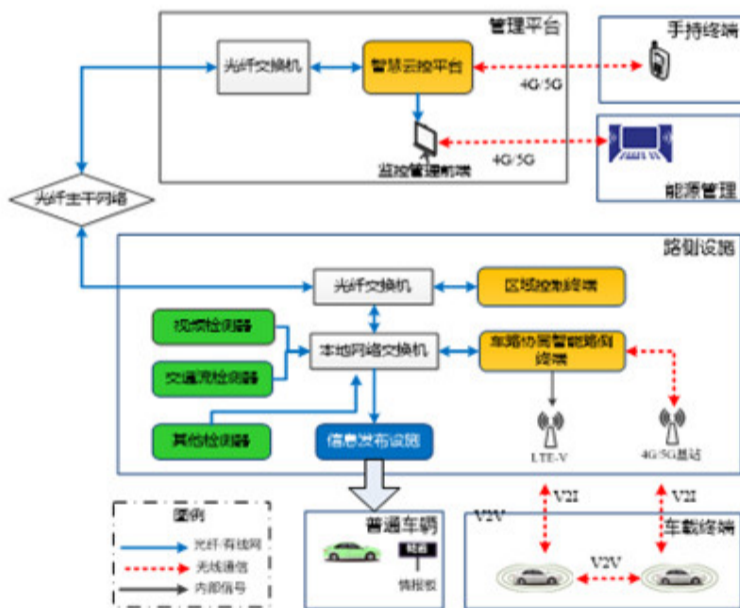 管理平台
手持终端
光纤交换机
智慧云控平台
4G/5G
监控管理前端
4G/5G
能源管理
光纤主干网络
路侧设施
光纤交换机
区域控制终端
视频检测器
本地网络交换机
车路协同智能路侧
终端
交通流检测器
其他检测器
信息发布设施
LTE-V
4G/5G基站
V2I
V2I
V2V
图例
光纤/有线网
无线通信
内部信号
普通车辆
情报板
车载终端
V2V